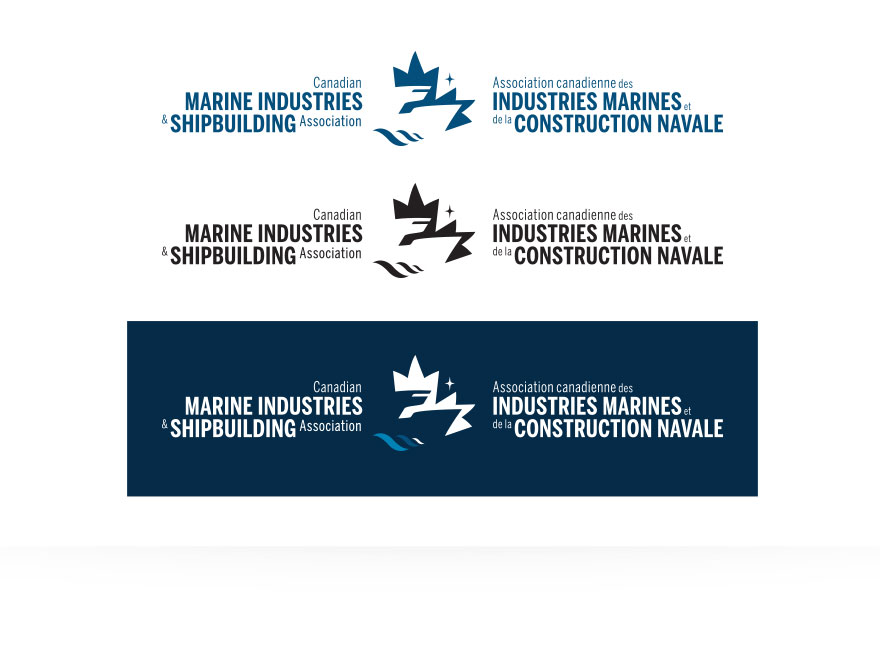 Canadian
MARINE INDUSTRIES
& SHIPBUILDING Association
Association canadienne des
INDUSTRIES MARINES et
de la CONSTRUCTION NAVALE
Canadian
MARINE INDUSTRIES
& SHIPBUILDING Association
Association canadienne des
INDUSTRIES MARINES et
de la CONSTRUCTION NAVALE
Canadian
MARINE INDUSTRIES
& SHIPBUILDING Association
Association canadienne des
INDUSTRIES MARINES et
de la CONSTRUCTION NAVALE